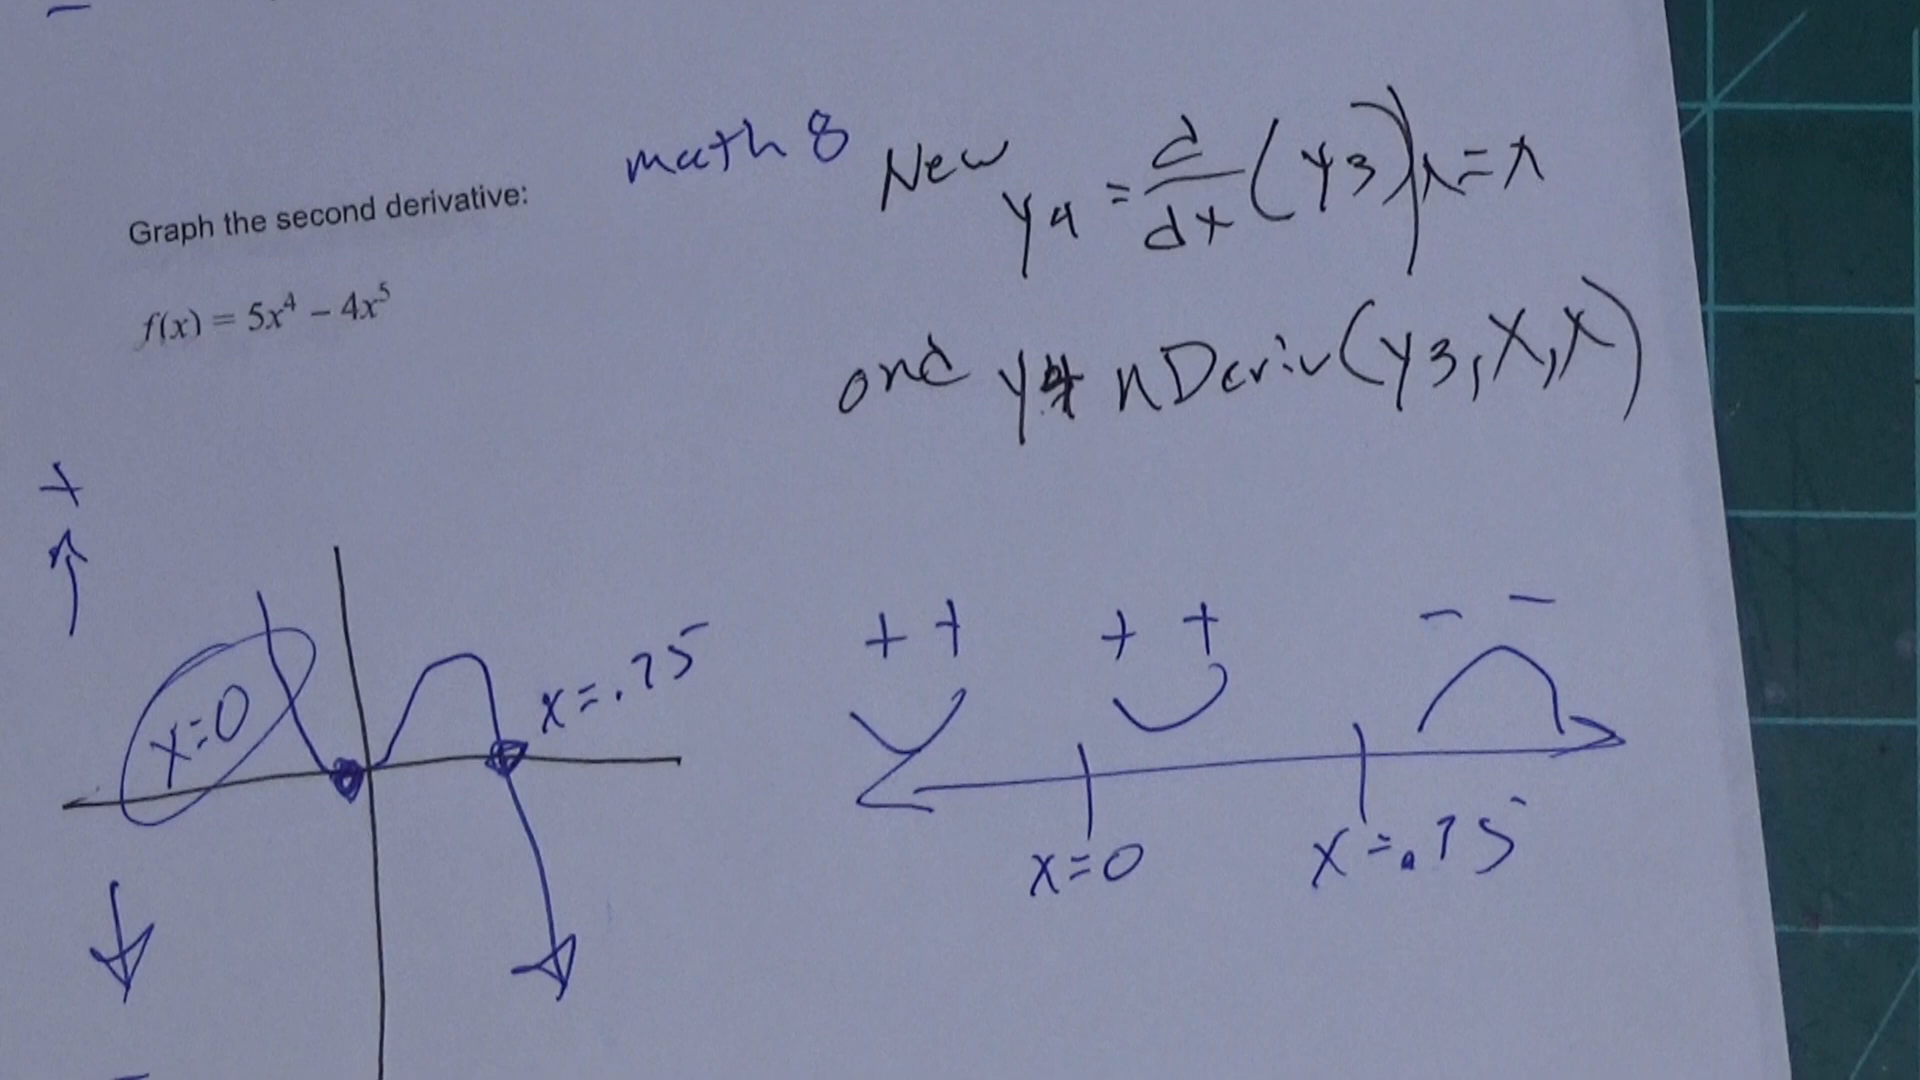 math 8
New y4 = d/dx (y3)|x=x
Graph the second derivative:
f(x) = 5x⁴ – 4x⁵
and y4 nDeriv(y3,X,X)
+
x=0
x=.75
+ + + + – –
x=0 x=.75